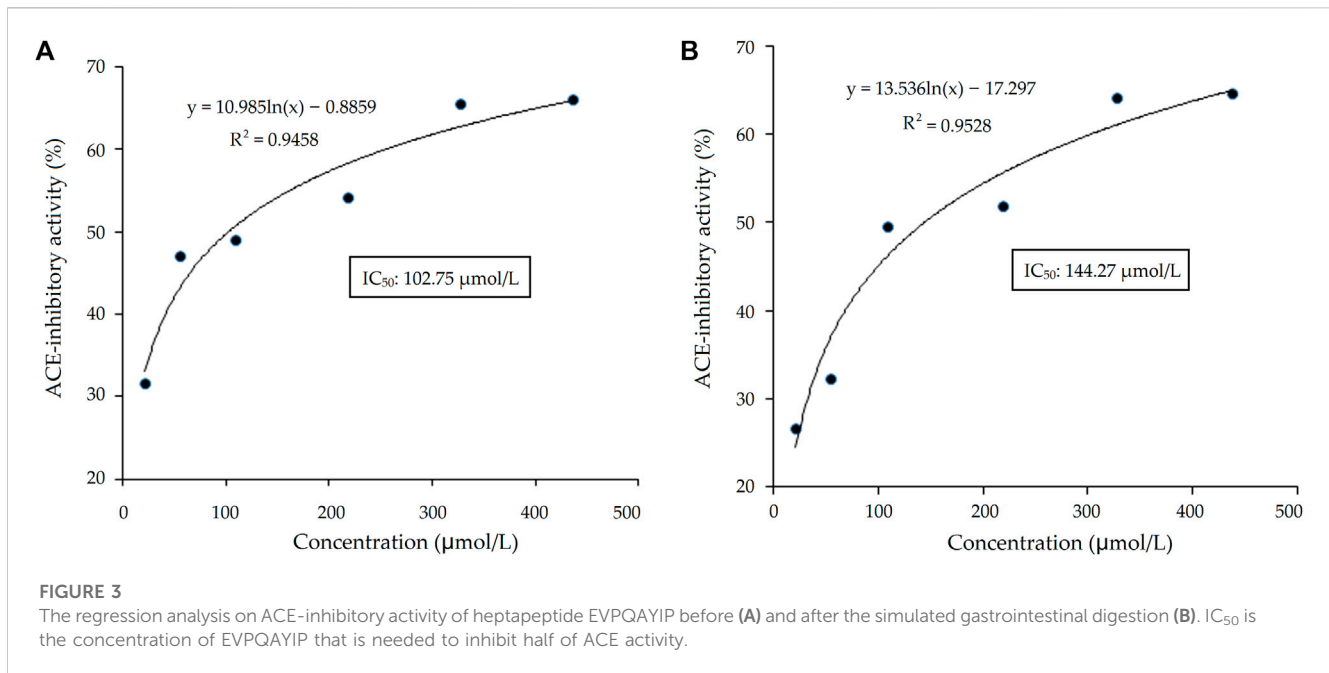 A
70
60
50
40
30
20
0
100
200
300
400
500
ACE-inhibitory activity (%)
Concentration (µmol/L)
y = 10.985ln(x) − 0.8859
R² = 0.9458
IC₅₀: 102.75 µmol/L
B
70
60
50
40
30
20
0
100
200
300
400
500
ACE-inhibitory activity (%)
Concentration (µmol/L)
y = 13.536ln(x) − 17.297
R² = 0.9528
IC₅₀: 144.27 µmol/L
FIGURE 3
The regression analysis on ACE-inhibitory activity of heptapeptide EVPQAYIP before (A) and after the simulated gastrointestinal digestion (B). IC₅₀ is
the concentration of EVPQAYIP that is needed to inhibit half of ACE activity.